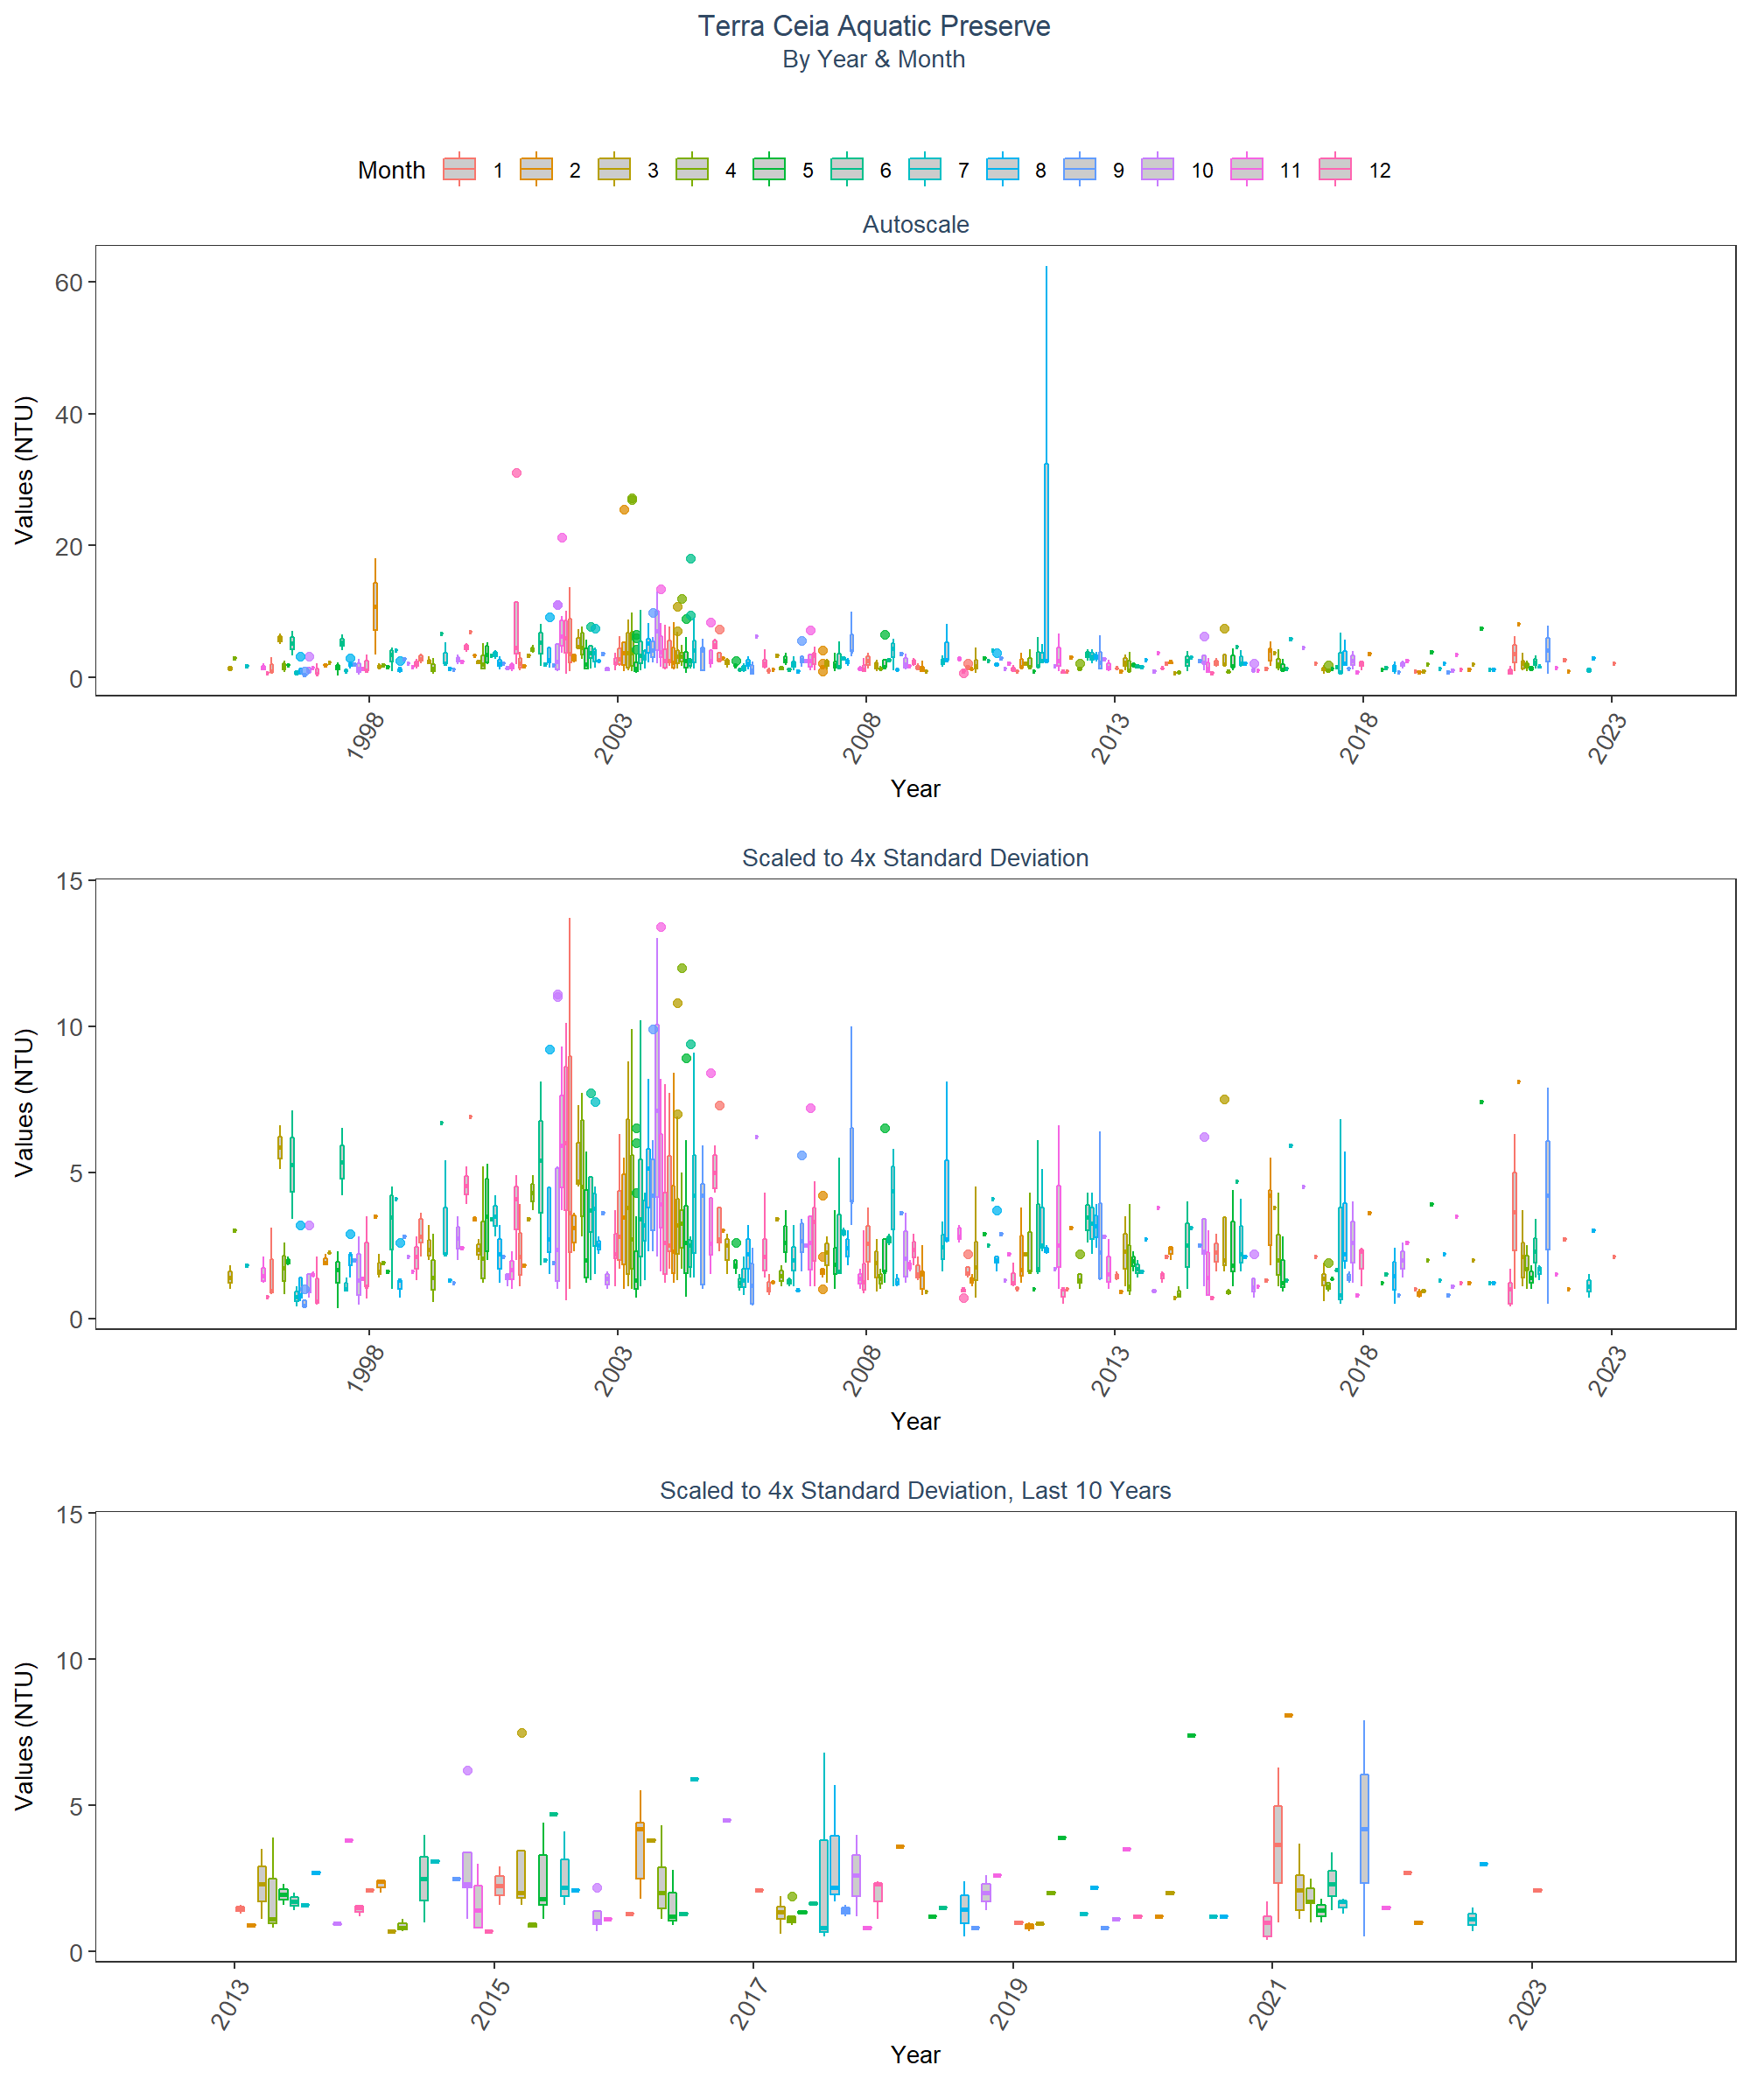 Terra Ceia Aquatic Preserve
By Year & Month
Month 1 2 3 4 5 6 7 8 9 10 11 12
Autoscale
Values (NTU)
60
40
20
0
1998 2003 2008 2013 2018 2023
Year
Scaled to 4x Standard Deviation
Values (NTU)
15
10
5
0
1998 2003 2008 2013 2018 2023
Year
Scaled to 4x Standard Deviation, Last 10 Years
Values (NTU)
15
10
5
0
2013 2015 2017 2019 2021 2023
Year